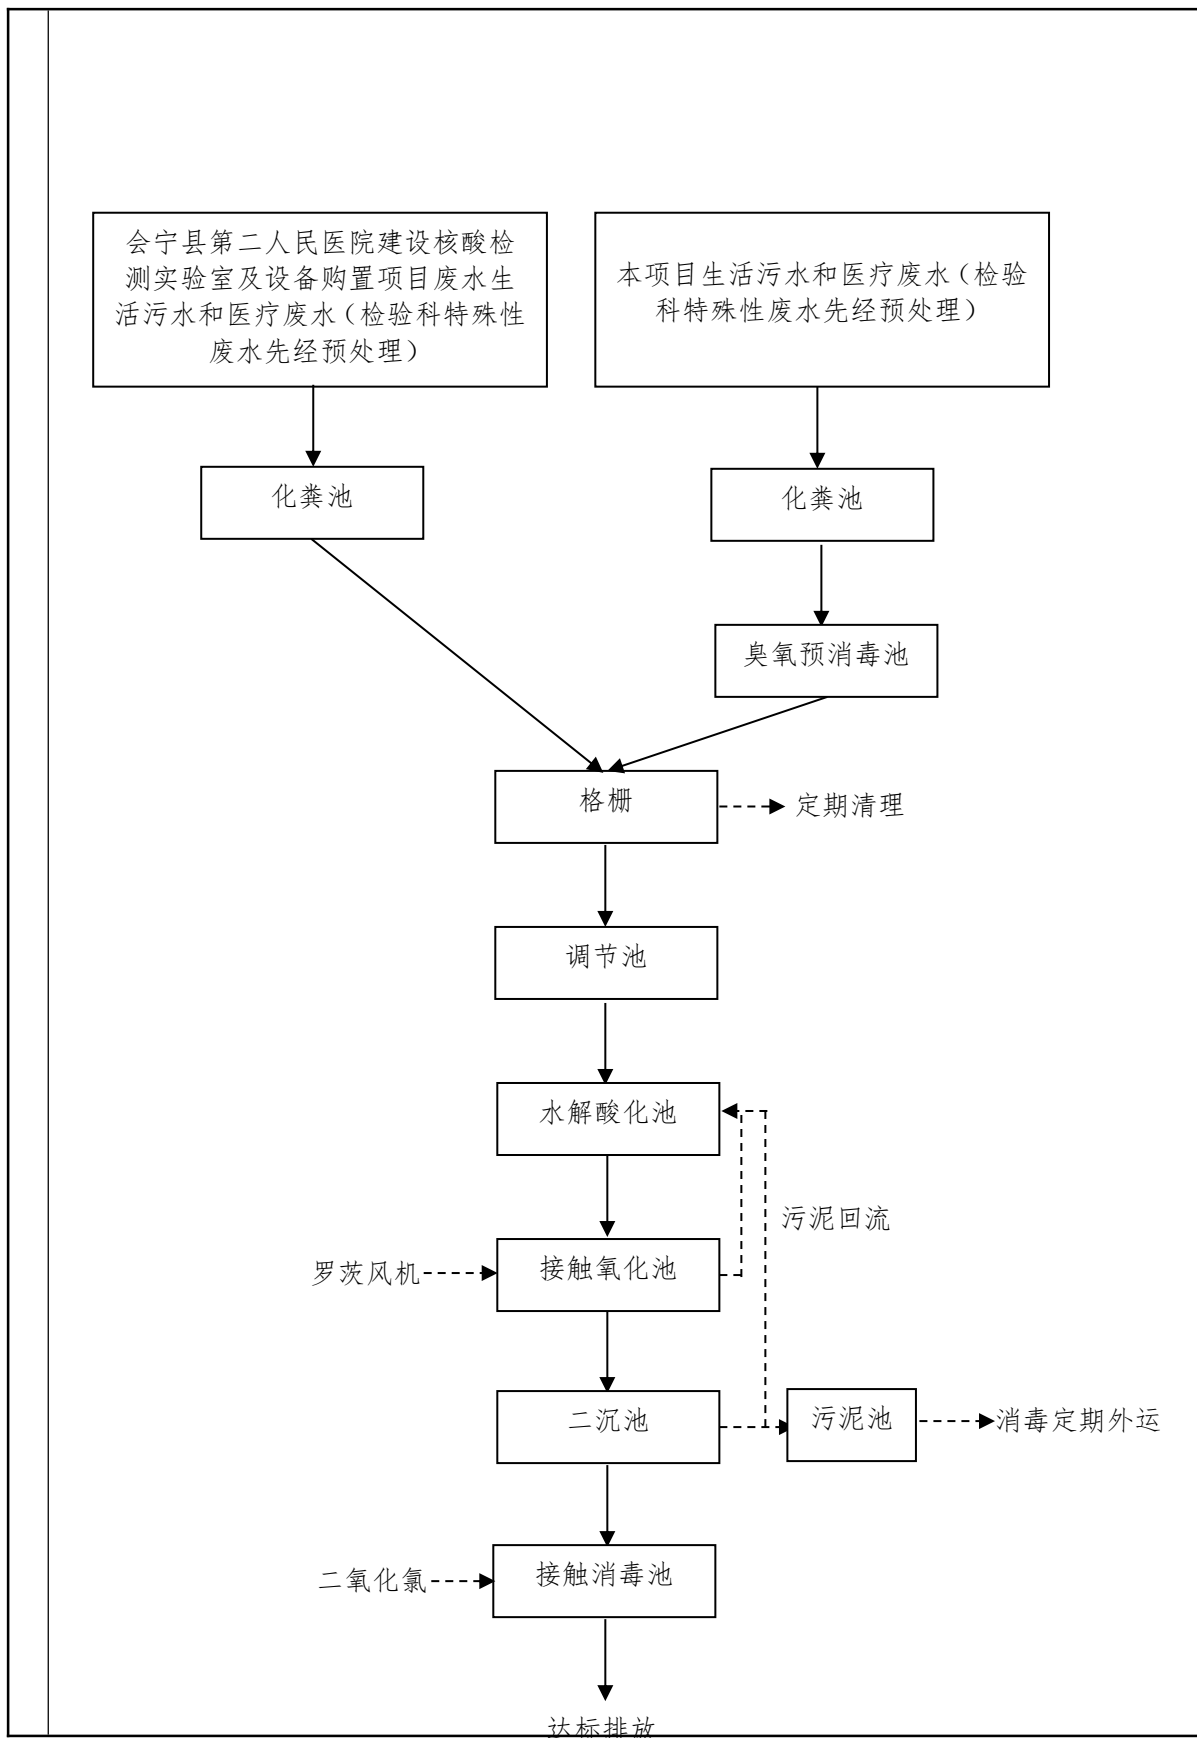 会宁县第二人民医院建设核酸检
测实验室及设备购置项目废水生
活污水和医疗废水（检验科特殊性
废水先经预处理）
本项目生活污水和医疗废水（检验
科特殊性废水先经预处理）
化粪池
化粪池
臭氧预消毒池
格栅
定期清理
调节池
水解酸化池
污泥回流
罗茨风机
接触氧化池
二沉池
污泥池
消毒定期外运
二氧化氯
接触消毒池
达标排放